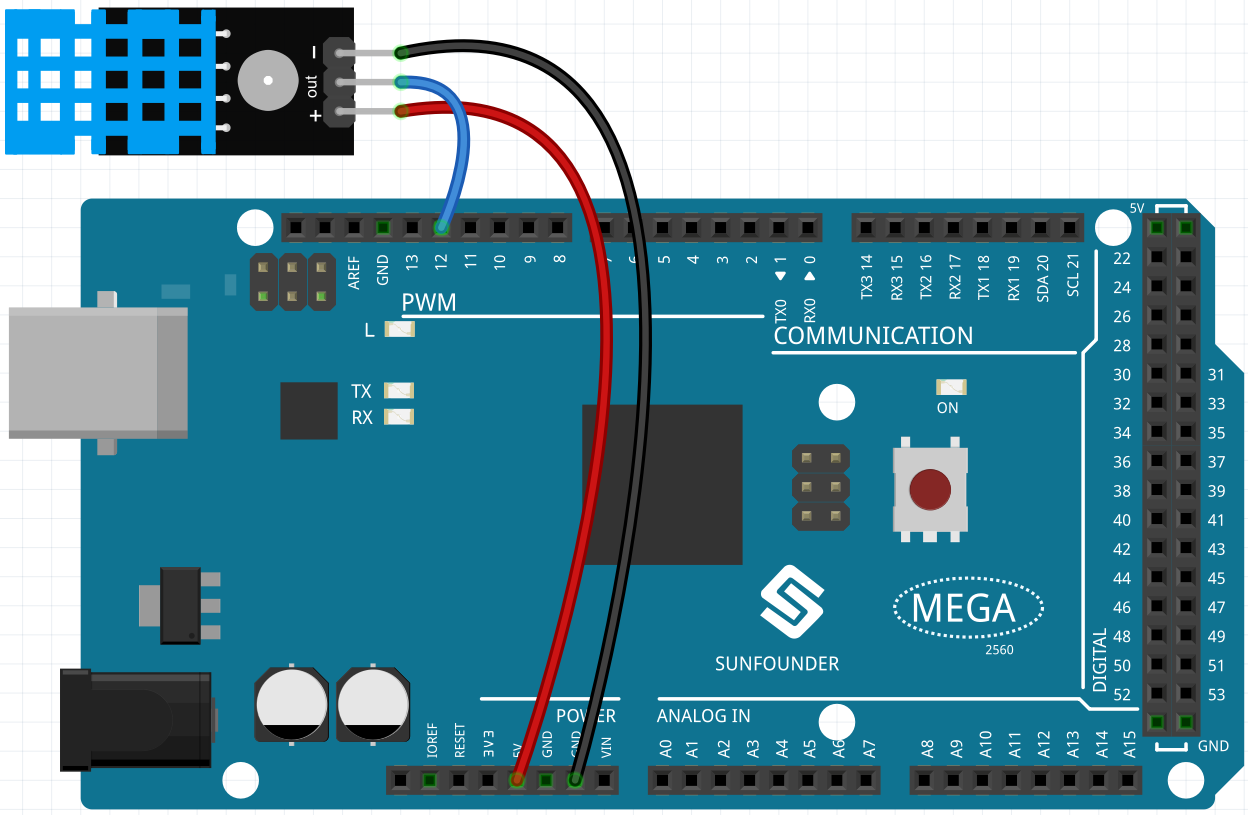 −
out
+
5V
AREF
GND
13
12
11
10
9
8
7
6
5
4
3
2
1
0
TX0
RX0
TX3 14
RX3 15
TX2 16
RX2 17
TX1 18
RX1 19
SDA 20
SCL 21
PWM
COMMUNICATION
L
TX
RX
ON
22
24
26
28
30 31
32 33
34 35
36 37
38 39
40 41
42 43
44 45
46 47
48 49
50 51
52 53
DIGITAL
GND
MEGA
2560
SUNFOUNDER
POWER
ANALOG IN
IOREF
RESET
3V3
5V
GND
GND
VIN
A0
A1
A2
A3
A4
A5
A6
A7
A8
A9
A10
A11
A12
A13
A14
A15